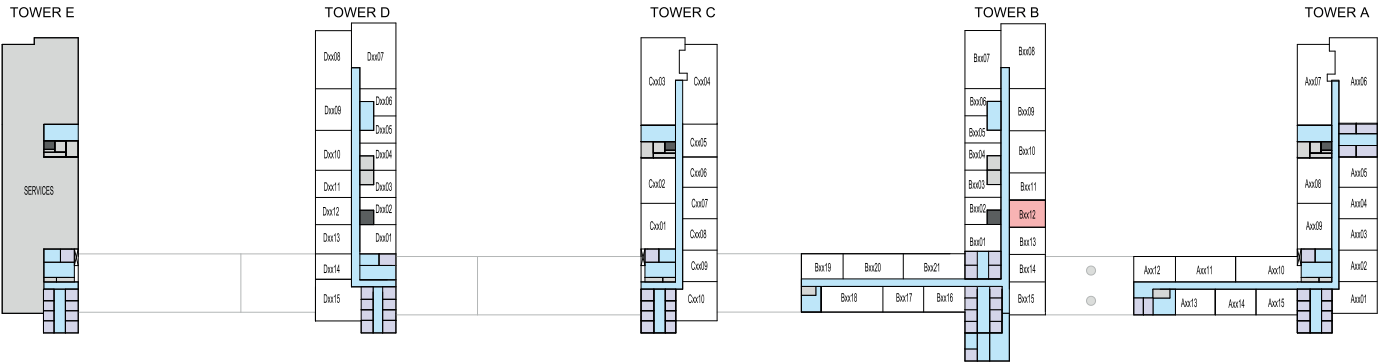 TOWER E
TOWER D
TOWER C
TOWER B
TOWER A
SERVICES
Dxx08
Dxx07
Dxx09
Dxx06
Dxx05
Dxx10
Dxx04
Dxx11
Dxx03
Dxx12
Dxx02
Dxx13
Dxx01
Dxx14
Dxx15
Cxx03
Cxx04
Cxx05
Cxx02
Cxx06
Cxx07
Cxx01
Cxx08
Cxx09
Cxx10
Bxx07
Bxx08
Bxx06
Bxx09
Bxx05
Bxx04
Bxx10
Bxx03
Bxx11
Bxx02
Bxx12
Bxx01
Bxx13
Bxx14
Bxx15
Bxx19
Bxx20
Bxx21
Bxx18
Bxx17
Bxx16
Axx07
Axx06
Axx08
Axx05
Axx04
Axx09
Axx03
Axx12
Axx11
Axx10
Axx02
Axx13
Axx14
Axx15
Axx01